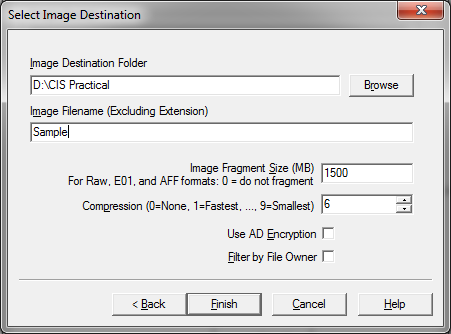 Select Image Destination
Image Destination Folder
D:\CIS Practical
Browse
Image Filename (Excluding Extension)
Sample
Image Fragment Size (MB)
1500
For Raw, E01, and AFF formats: 0 = do not fragment
Compression (0=None, 1=Fastest, ..., 9=Smallest)
6
Use AD Encryption
Filter by File Owner
< Back
Finish
Cancel
Help